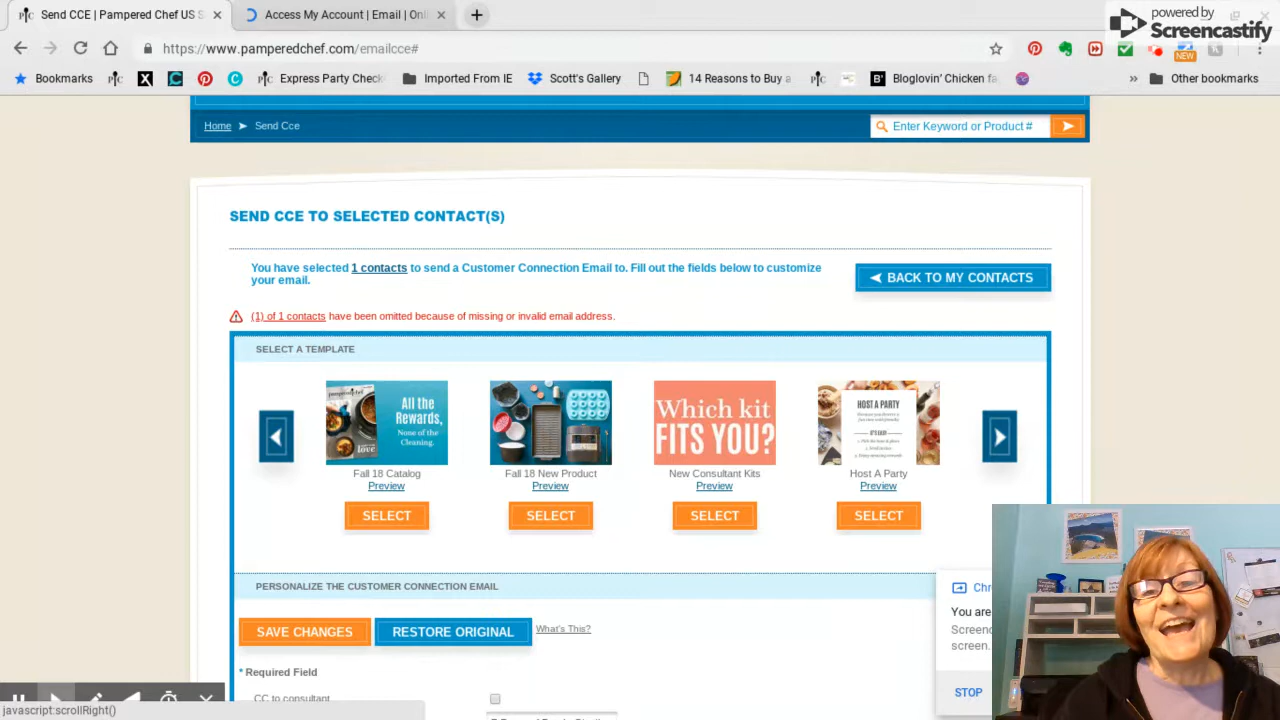 Send CCE | Pampered Chef US S
Access My Account | Email | Onli
powered by
Screencastify
https://www.pamperedchef.com/emailcce#
NEW
Bookmarks
Express Party Check
Imported From IE
Scott's Gallery
14 Reasons to Buy a
Bloglovin' Chicken fa
Other bookmarks
Home
Send Cce
Enter Keyword or Product #
SEND CCE TO SELECTED CONTACT(S)
You have selected 1 contacts to send a Customer Connection Email to. Fill out the fields below to customize
your email.
BACK TO MY CONTACTS
(1) of 1 contacts have been omitted because of missing or invalid email address.
SELECT A TEMPLATE
All the
Rewards,
None of the
Cleaning.
Which kit
FITS YOU?
HOST A PARTY
Fall 18 Catalog
Fall 18 New Product
New Consultant Kits
Host A Party
Preview
Preview
Preview
Preview
SELECT
SELECT
SELECT
SELECT
PERSONALIZE THE CUSTOMER CONNECTION EMAIL
SAVE CHANGES
RESTORE ORIGINAL
What's This?
* Required Field
CC to consultant
Chr
You are
Screenc
screen.
STOP
javascript:scrollRight()